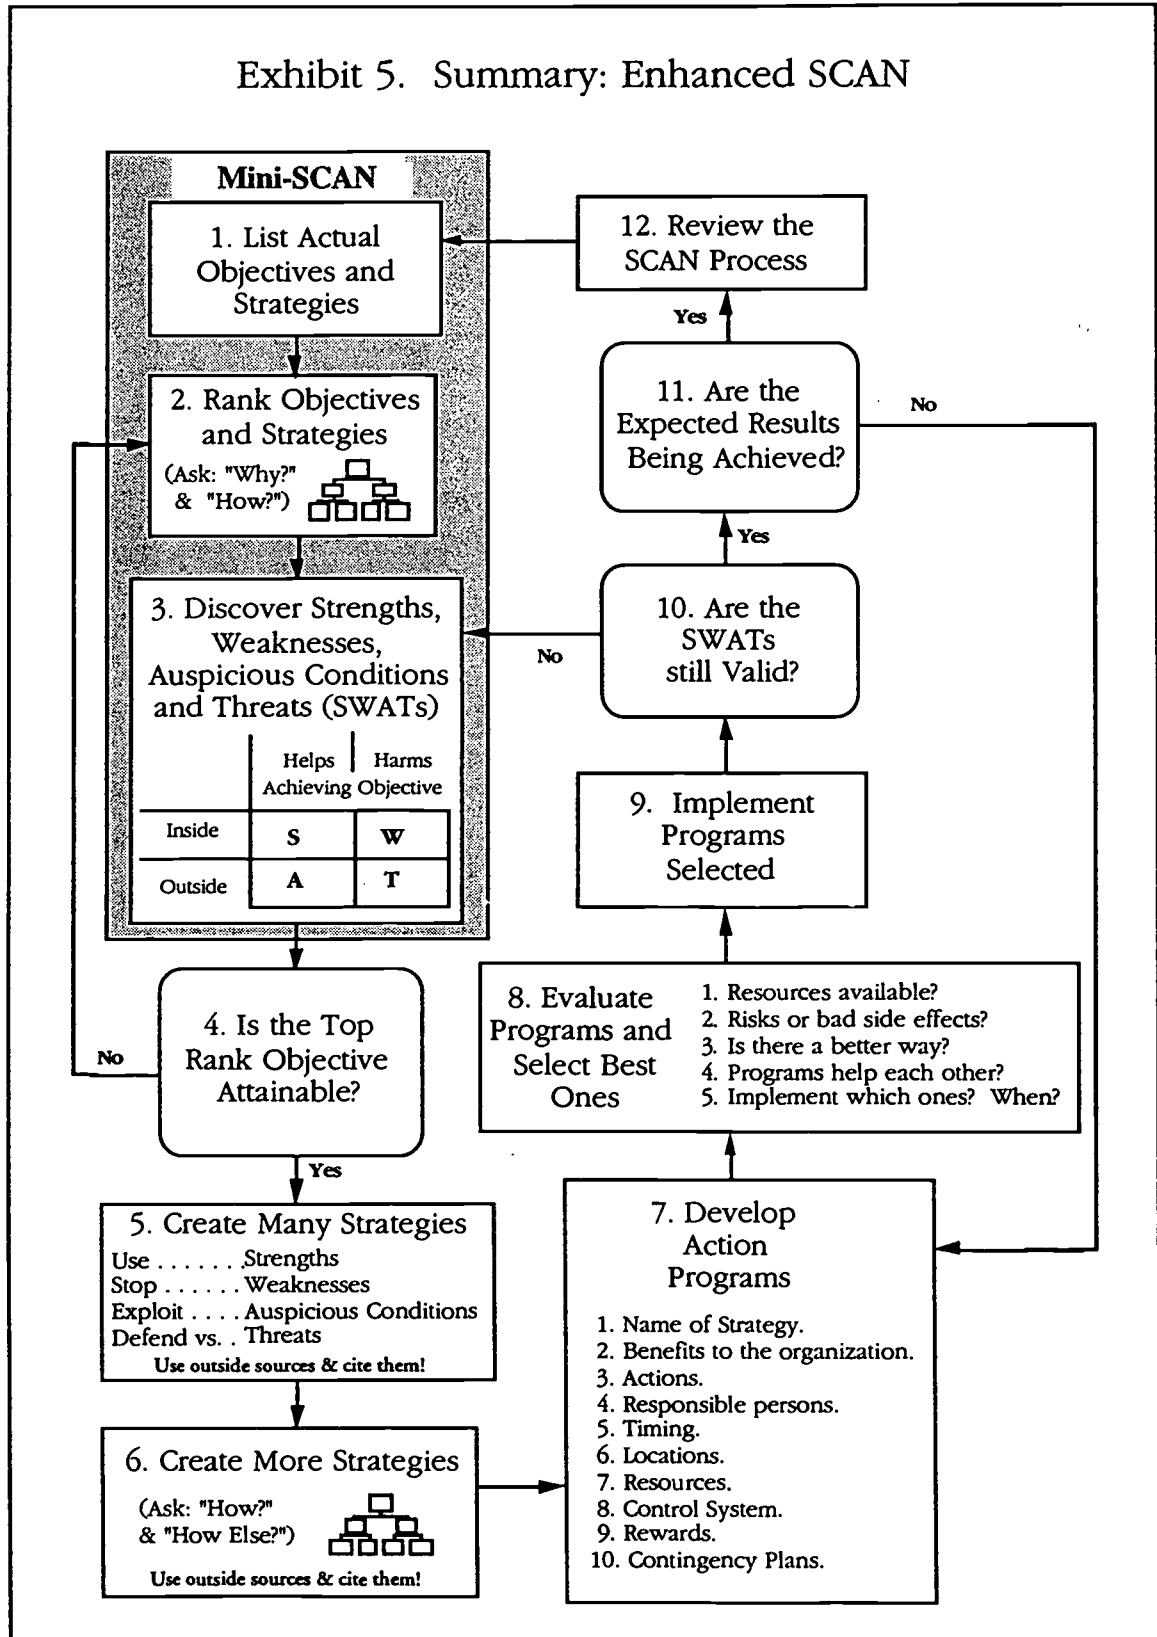 Exhibit 5. Summary: Enhanced SCAN
Mini-SCAN
1. List Actual
Objectives and
Strategies
2. Rank Objectives
and Strategies
(Ask: "Why?"
& "How?")
3. Discover Strengths,
Weaknesses,
Auspicious Conditions
and Threats (SWATs)
Helps | Harms
Achieving Objective
Inside S W
Outside A T
4. Is the Top
Rank Objective
Attainable?
No
Yes
5. Create Many Strategies
Use . . . . . . . Strengths
Stop . . . . . . Weaknesses
Exploit . . . . Auspicious Conditions
Defend vs. . Threats
Use outside sources & cite them!
6. Create More Strategies
(Ask: "How?"
& "How Else?")
Use outside sources & cite them!
7. Develop
Action
Programs
1. Name of Strategy.
2. Benefits to the organization.
3. Actions.
4. Responsible persons.
5. Timing.
6. Locations.
7. Resources.
8. Control System.
9. Rewards.
10. Contingency Plans.
8. Evaluate
Programs and
Select Best
Ones
1. Resources available?
2. Risks or bad side effects?
3. Is there a better way?
4. Programs help each other?
5. Implement which ones? When?
9. Implement
Programs
Selected
10. Are the
SWATs
still Valid?
No
Yes
11. Are the
Expected Results
Being Achieved?
No
Yes
12. Review the
SCAN Process